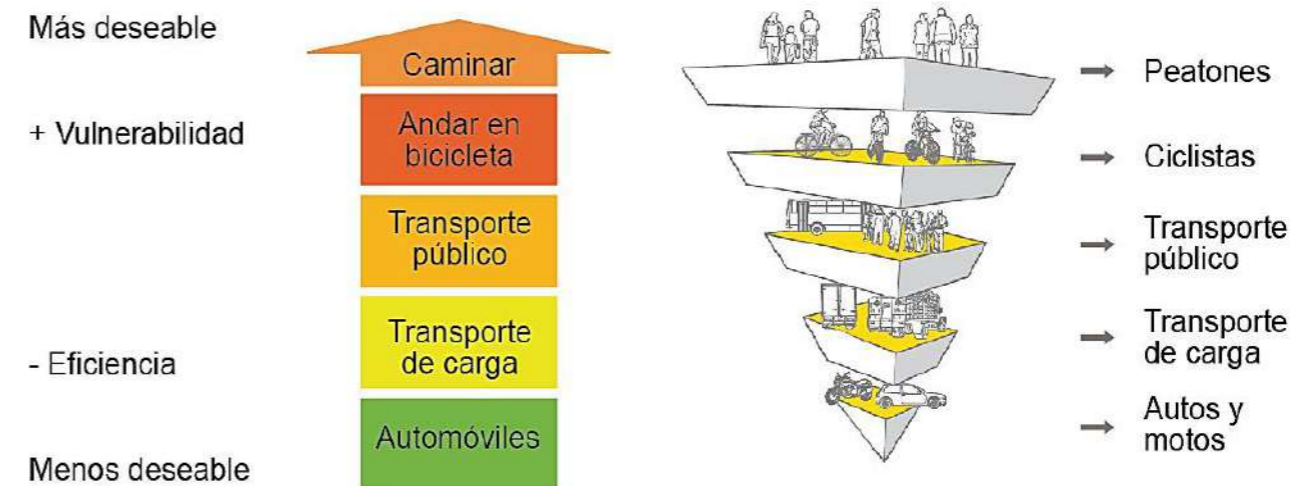 Más deseable
+ Vulnerabilidad
- Eficiencia
Menos deseable
Caminar
Andar en
bicicleta
Transporte
público
Transporte
de carga
Automóviles
Peatones
Ciclistas
Transporte
público
Transporte
de carga
Autos y
motos